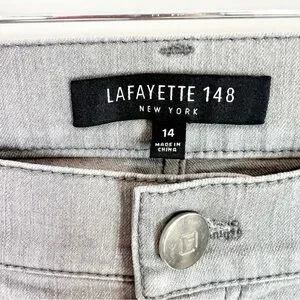 LAFAYETTE 148
NEW YORK
14
MADE IN
CHINA